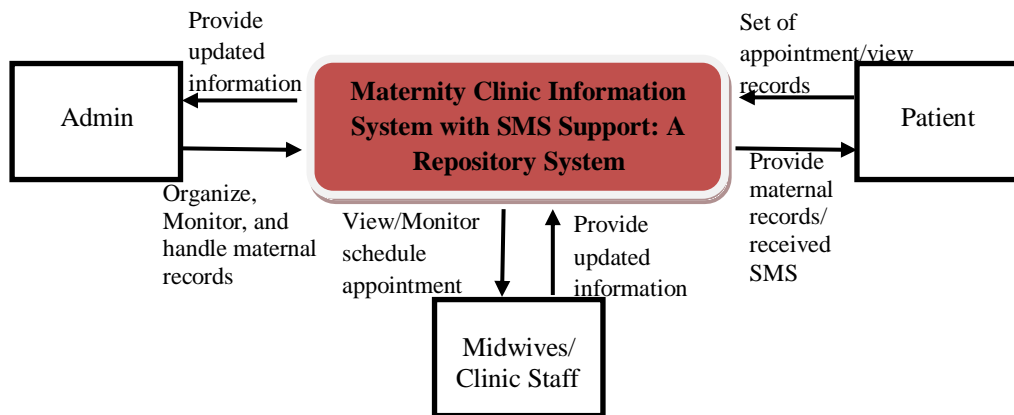 Provide
updated
information
Admin
Organize,
Monitor, and
handle maternal
records
Maternity Clinic Information
System with SMS Support: A
Repository System
Set of
appointment/view
records
Patient
Provide
maternal
records/
received
SMS
View/Monitor
schedule
appointment
Provide
updated
information
Midwives/
Clinic Staff